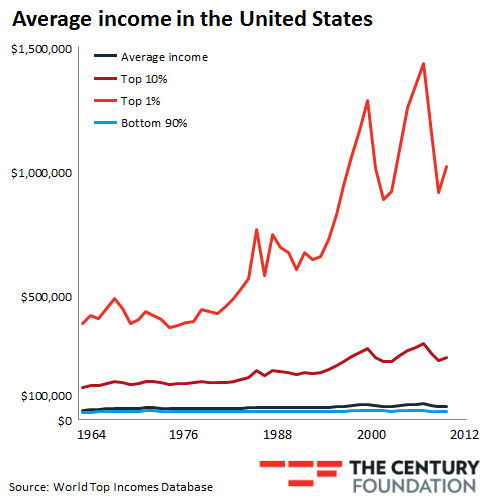 Average income in the United States
$1,500,000
Average income
Top 10%
Top 1%
Bottom 90%
$1,000,000
$500,000
$100,000
$0
1964 1976 1988 2000 2012
Source: World Top Incomes Database
THE CENTURY
FOUNDATION